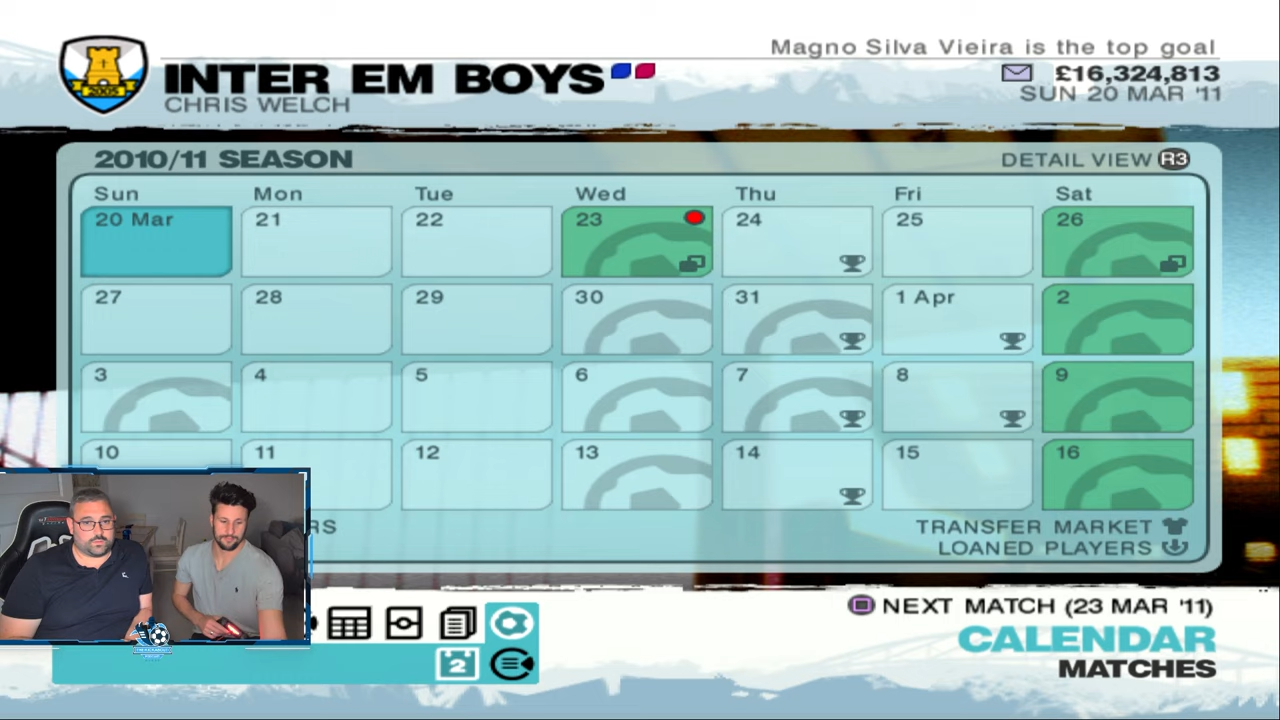 Magno Silva Vieira is the top goal
INTER EM BOYS
£16,324,813
CHRIS WELCH
SUN 20 MAR '11
2005
2010/11 SEASON
DETAIL VIEW R3
Sun Mon Tue Wed Thu Fri Sat
20 Mar 21 22 23 24 25 26
27 28 29 30 31 1 Apr 2
3 4 5 6 7 8 9
10 11 12 13 14 15 16
RS
TRANSFER MARKET
LOANED PLAYERS
NEXT MATCH (23 MAR '11)
CALENDAR
2
MATCHES